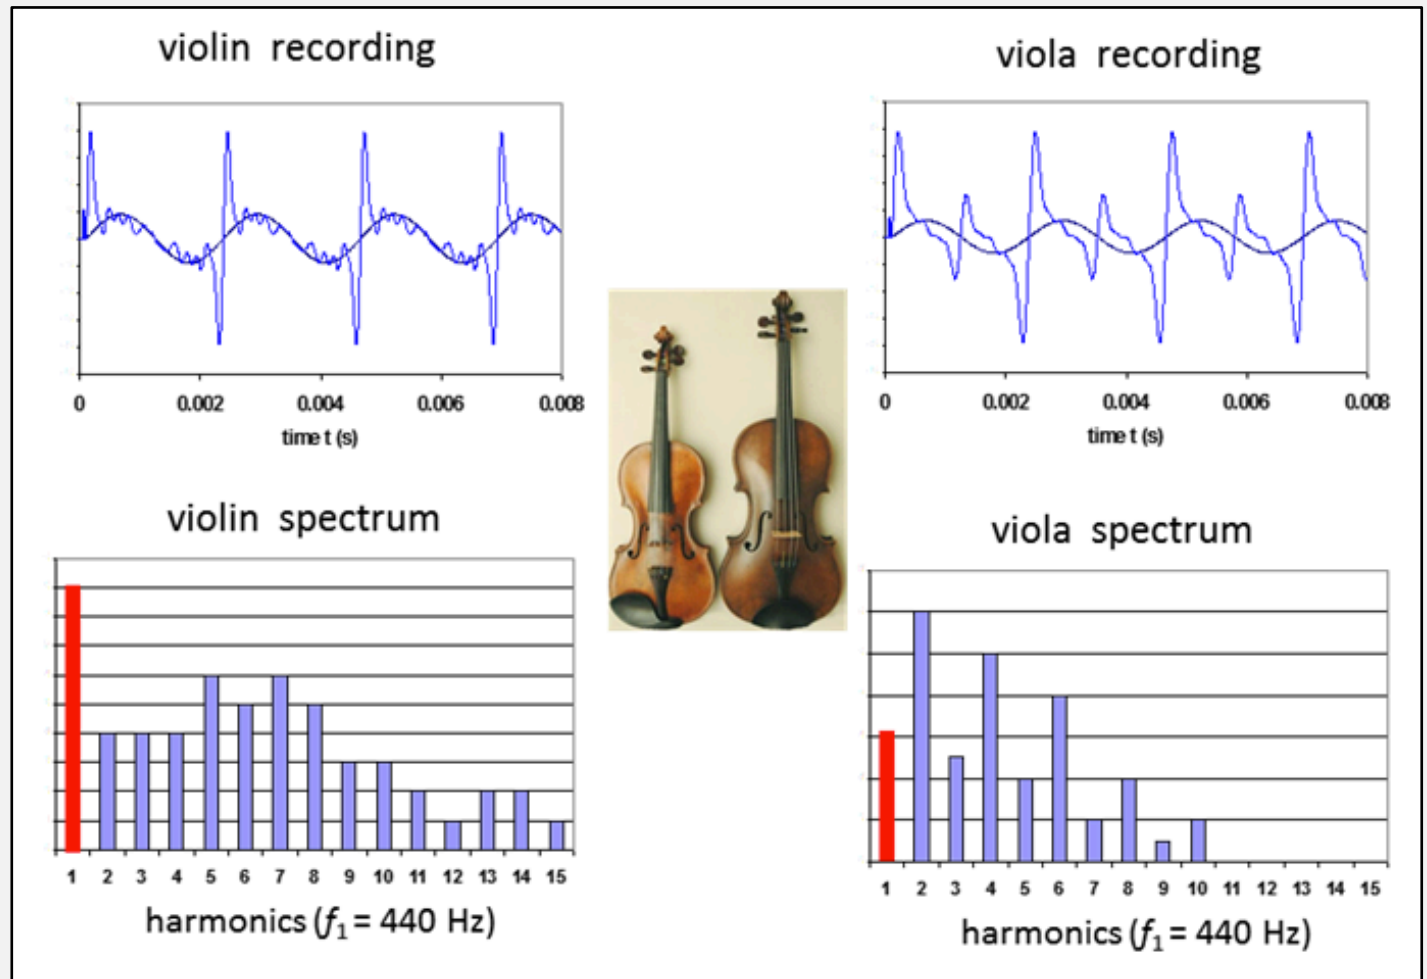 violin recording
0 0.002 0.004 0.006 0.008
time t (s)
viola recording
0 0.002 0.004 0.006 0.008
time t (s)
violin spectrum
1 2 3 4 5 6 7 8 9 10 11 12 13 14 15
harmonics (f₁ = 440 Hz)
viola spectrum
1 2 3 4 5 6 7 8 9 10 11 12 13 14 15
harmonics (f₁ = 440 Hz)